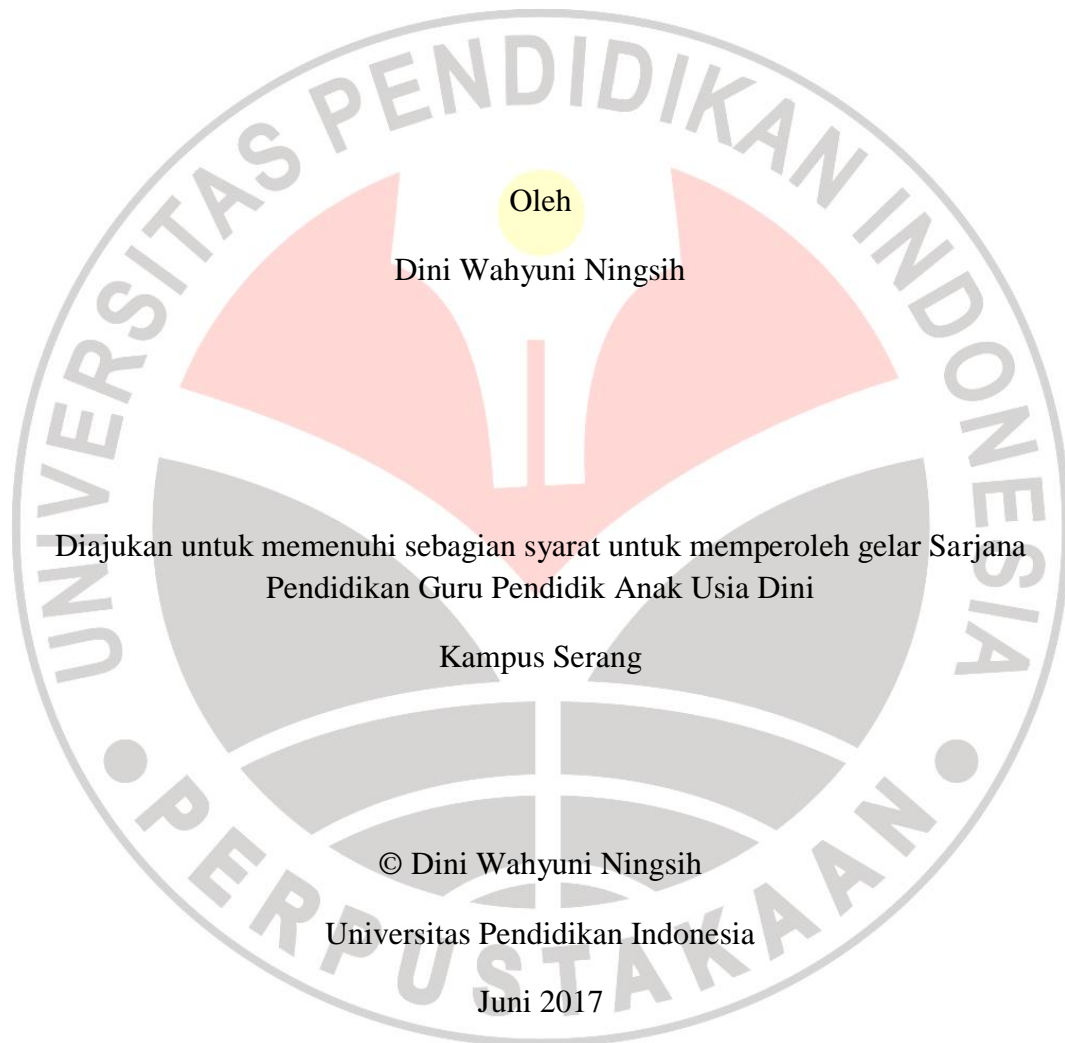 UNIVERSITAS PENDIDIKAN INDONESIA
Oleh
Dini Wahyuni Ningsih
Diajukan untuk memenuhi sebagian syarat untuk memperoleh gelar Sarjana
Pendidikan Guru Pendidik Anak Usia Dini
Kampus Serang
© Dini Wahyuni Ningsih
Universitas Pendidikan Indonesia
Juni 2017
PERPUSTAKAAN